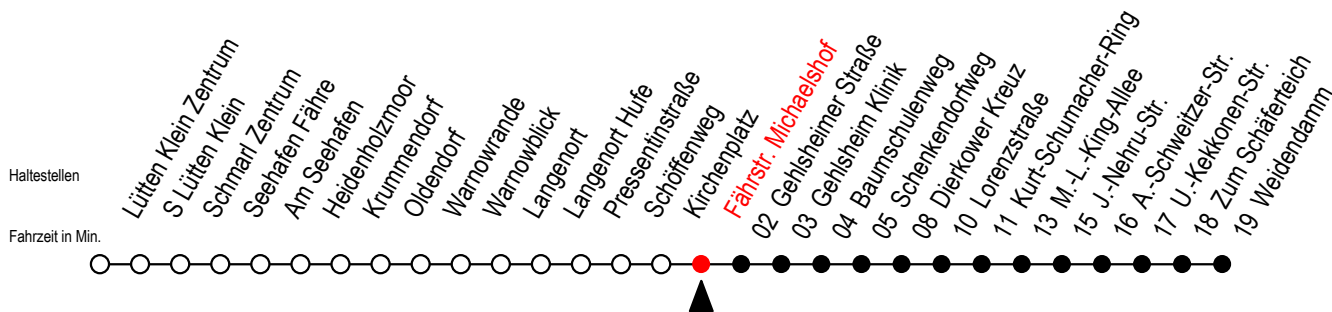 Haltestellen
Fahrzeit in Min.
Lütten Klein Zentrum
S Lütten Klein
Schmarl Zentrum
Seehafen Fähre
Am Seehafen
Heidenholzmoor
Krummendorf
Oldendorf
Warnowrande
Warnowblick
Langenort
Langenort Hufe
Pressentinstraße
Schöffenweg
Kirchenplatz
Fährstr. Michaelshof
02 Gehlsheimer Straße
03 Gehlsheim Klinik
04 Baumschulenweg
05 Schenkendorfweg
08 Dierkower Kreuz
10 Lorenzstraße
11 Kurt-Schumacher-Ring
13 M.-L.-King-Allee
15 J.-Nehru-Str.
16 A.-Schweitzer-Str.
17 U.-Kekkonen-Str.
18 Zum Schäferteich
19 Weidendamm